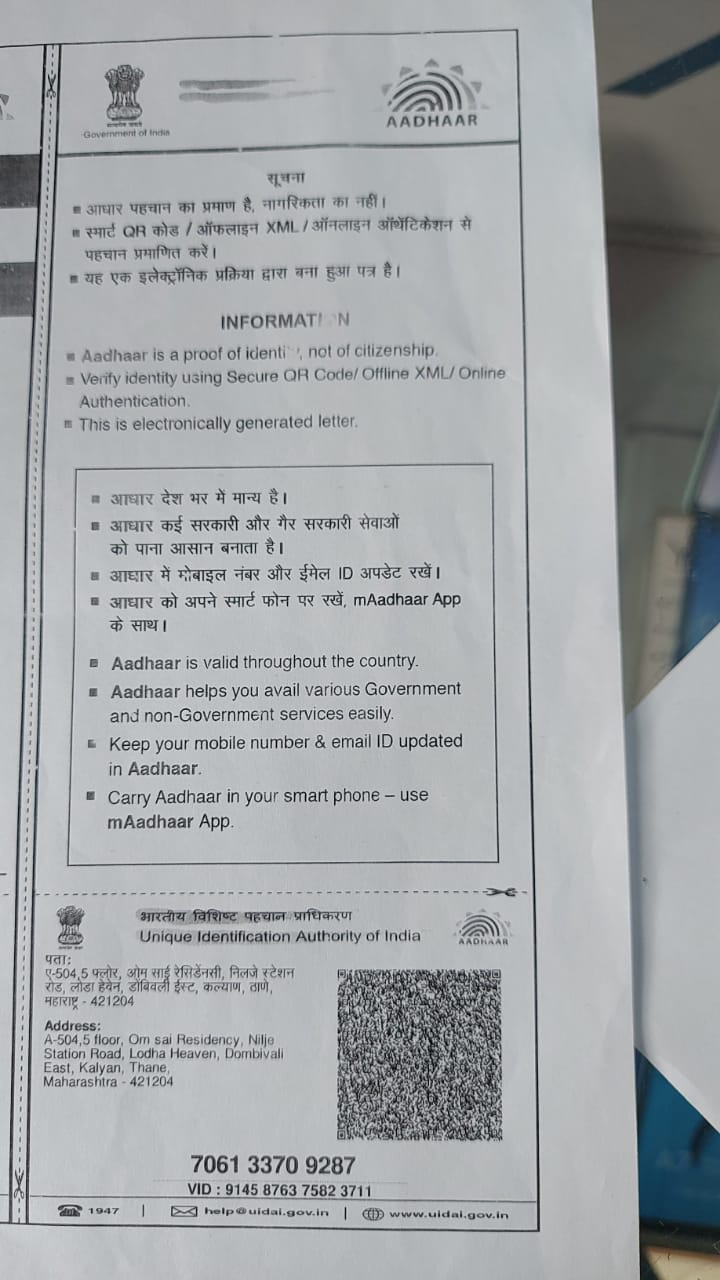 Government of India
AADHAAR
सूचना
■ आधार पहचान का प्रमाण है, नागरिकता का नहीं।
■ स्मार्ट QR कोड / ऑफलाइन XML / ऑनलाइन ऑथेंटिकेशन से
पहचान प्रमाणित करें।
■ यह एक इलेक्ट्रॉनिक प्रक्रिया द्वारा बना हुआ पत्र है।
INFORMATI N
■ Aadhaar is a proof of identi , not of citizenship.
■ Verify identity using Secure QR Code/ Offline XML/ Online
Authentication.
■ This is electronically generated letter.
■ आधार देश भर में मान्य है।
■ आधार कई सरकारी और गैर सरकारी सेवाओं
को पाना आसान बनाता है।
■ आधार में मोबाइल नंबर और ईमेल ID अपडेट रखें।
■ आधार को अपने स्मार्ट फोन पर रखें, mAadhaar App
के साथ।
■ Aadhaar is valid throughout the country.
■ Aadhaar helps you avail various Government
and non-Government services easily.
■ Keep your mobile number & email ID updated
in Aadhaar.
■ Carry Aadhaar in your smart phone – use
mAadhaar App.
भारतीय विशिष्ट पहचान प्राधिकरण
Unique Identification Authority of India
AADHAAR
पता:
ए-504,5 फ्लोर, ओम साई रेसिडेंनसी, निलजे स्टेशन
रोड, लोडा हेवेन, डोंबिवली ईस्ट, कल्याण, ठाणे,
महाराष्ट्र - 421204
Address:
A-504,5 floor, Om sai Residency, Nilje
Station Road, Lodha Heaven, Dombivali
East, Kalyan, Thane,
Maharashtra - 421204
7061 3370 9287
VID : 9145 8763 7582 3711
1947 | help@uidai.gov.in | www.uidai.gov.in